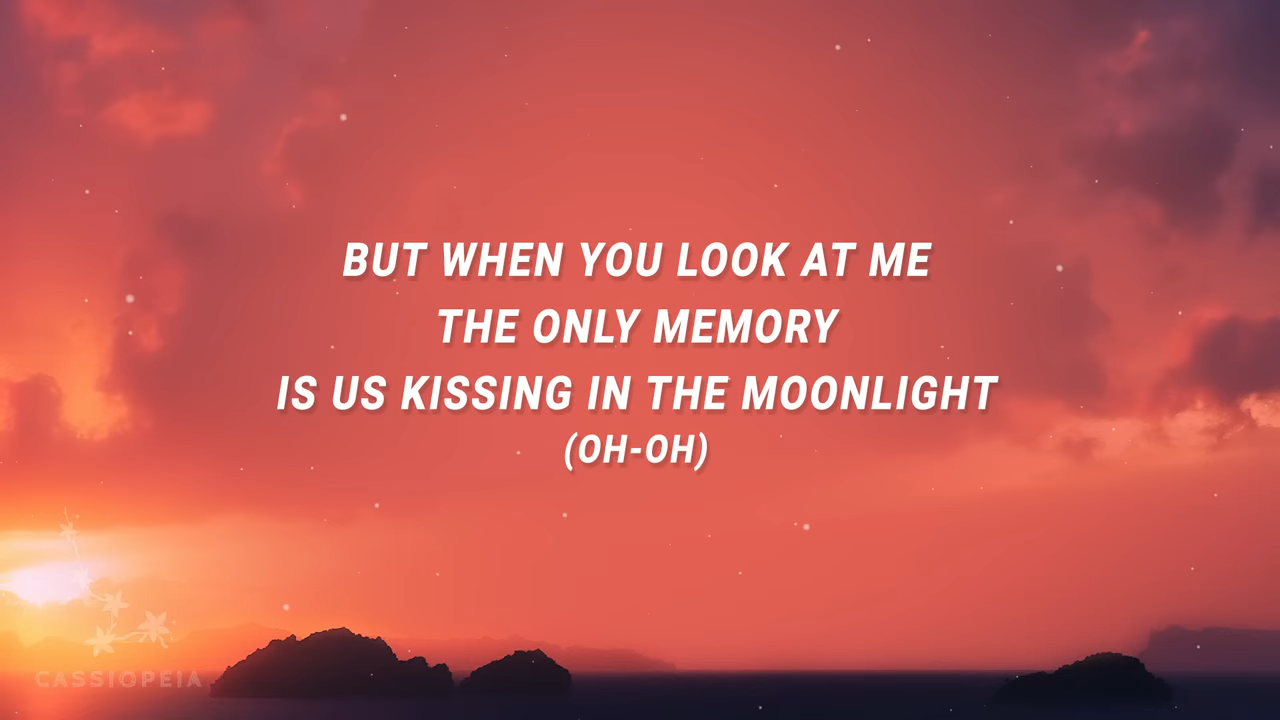 BUT WHEN YOU LOOK AT ME
THE ONLY MEMORY
IS US KISSING IN THE MOONLIGHT
(OH-OH)
CASSIOPEIA